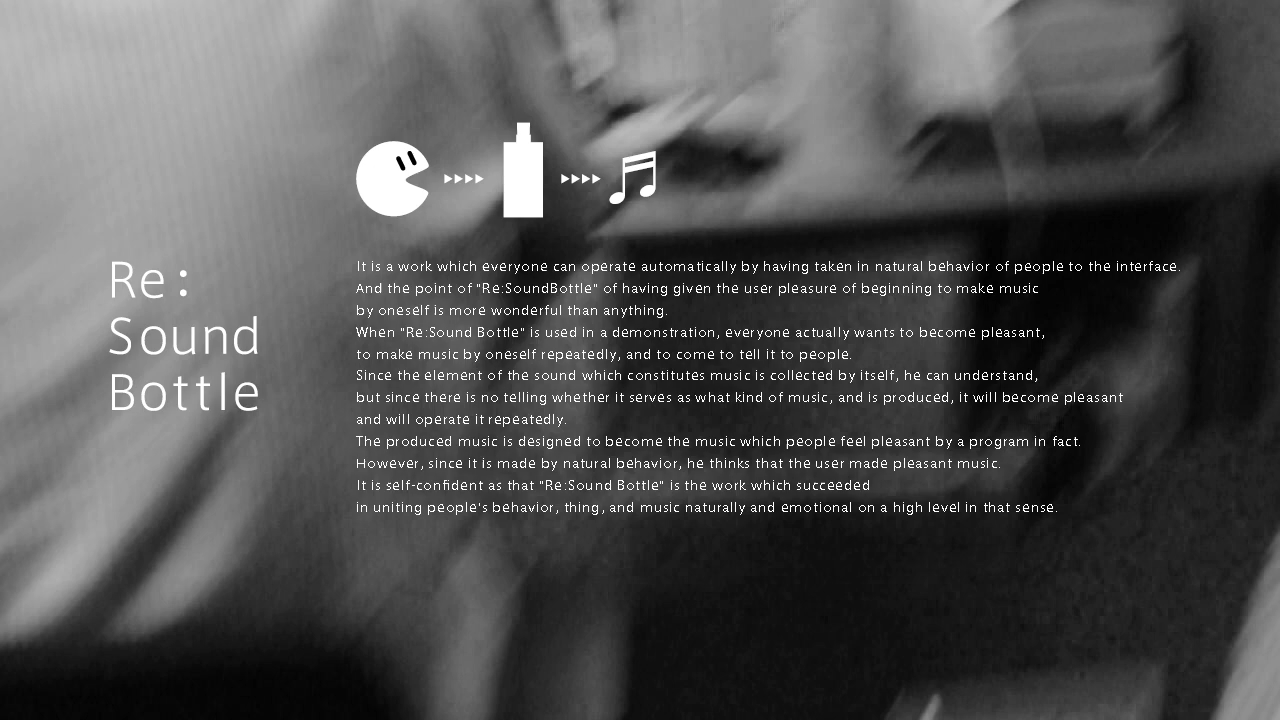 Re:
Sound
Bottle
It is a work which everyone can operate automatically by having taken in natural behavior of people to the interface.
And the point of "Re:SoundBottle" of having given the user pleasure of beginning to make music
by oneself is more wonderful than anything.
When "Re:Sound Bottle" is used in a demonstration, everyone actually wants to become pleasant,
to make music by oneself repeatedly, and to come to tell it to people.
Since the element of the sound which constitutes music is collected by itself, he can understand,
but since there is no telling whether it serves as what kind of music, and is produced, it will become pleasant
and will operate it repeatedly.
The produced music is designed to become the music which people feel pleasant by a program in fact.
However, since it is made by natural behavior, he thinks that the user made pleasant music.
It is self-confident as that "Re:Sound Bottle" is the work which succeeded
in uniting people's behavior, thing, and music naturally and emotional on a high level in that sense.